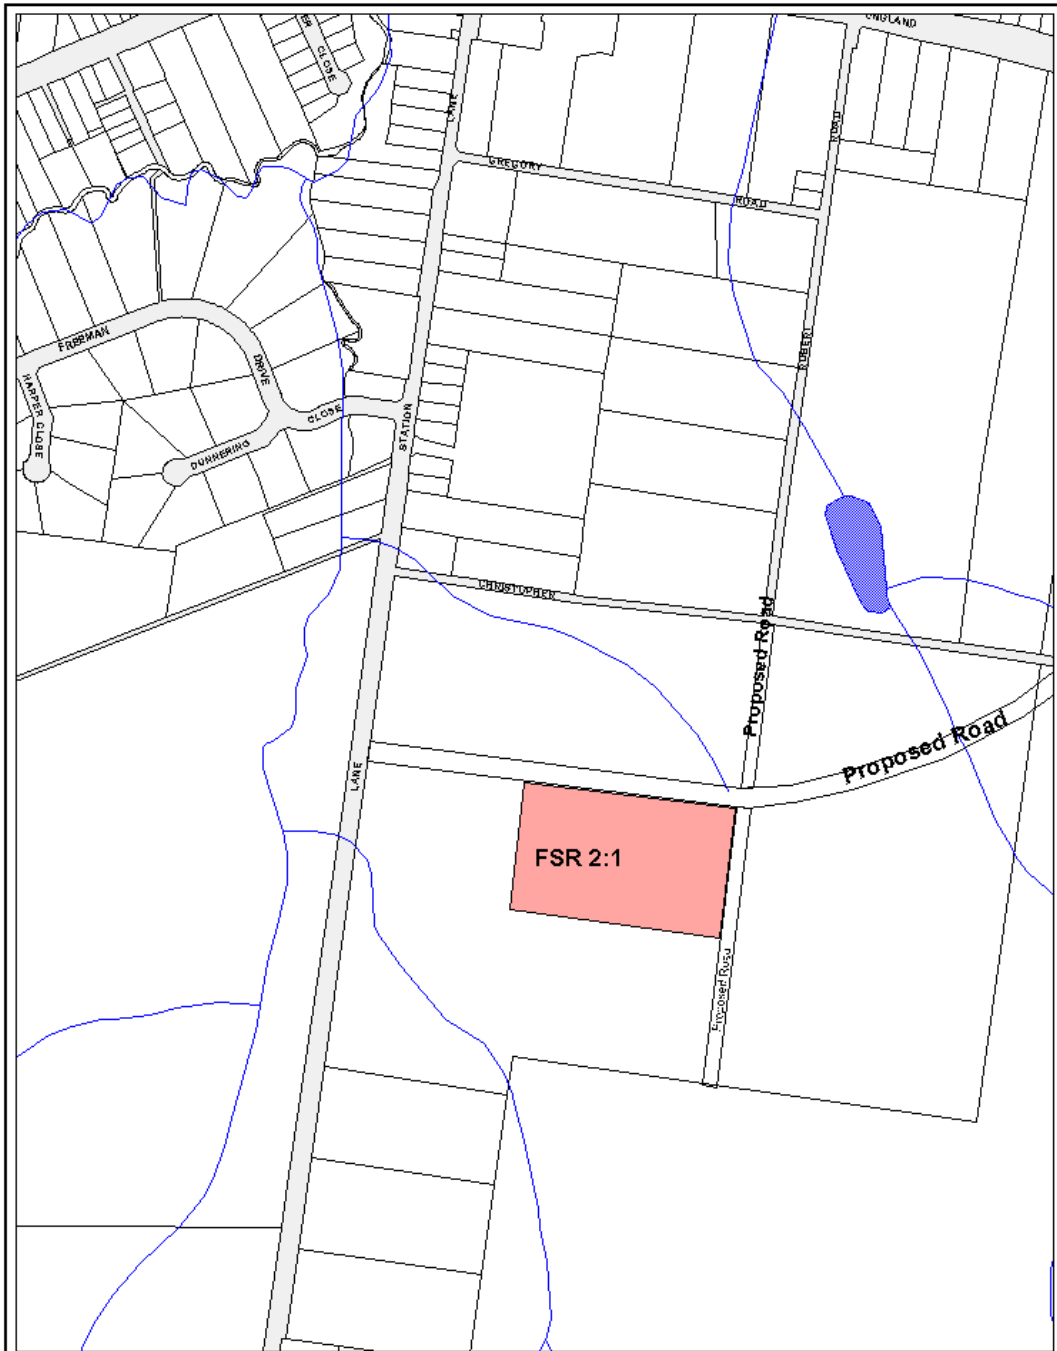 ENGLAND
CLOSE
LANE
ROAD
GREGORY
ROAD
FREEMAN
DRIVE
ROBERT
HARPER CLOSE
CLOSE
STATION
DUNNERING
CHRISTOPHER
Proposed Road
Proposed Road
LANE
FSR 2:1
Proposed Road